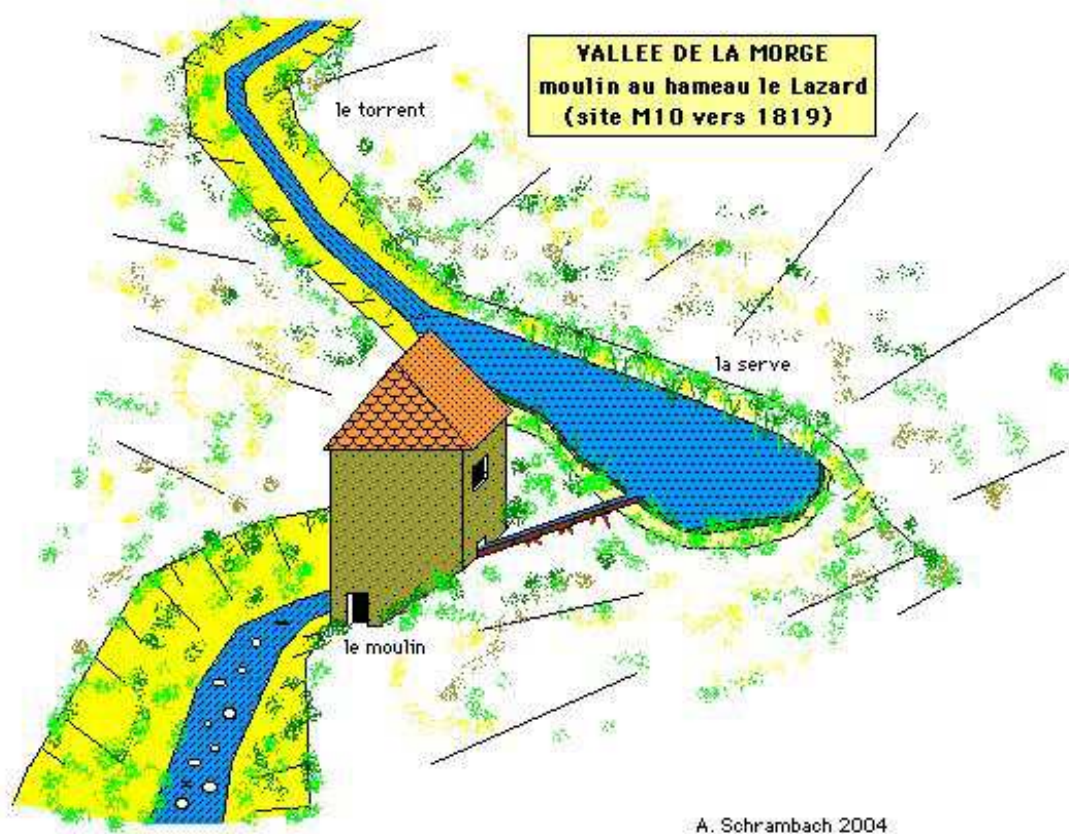 VALLEE DE LA MORGE
moulin au hameau le Lazard
(site M10 vers 1819)
le torrent
la serve
le moulin
A. Schrambach 2004